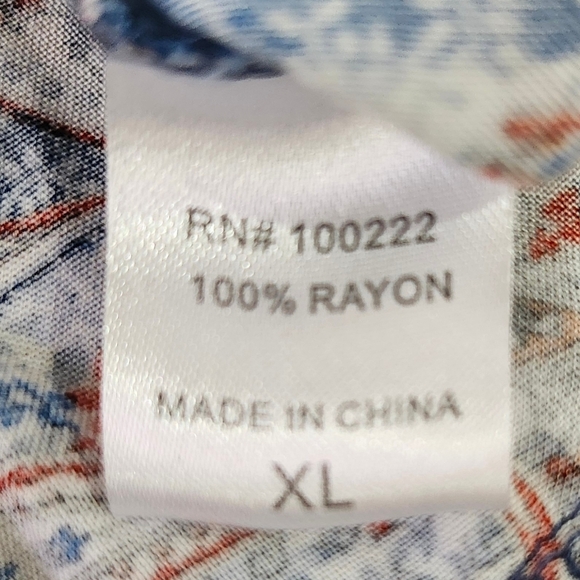 RN# 100222
100% RAYON
MADE IN CHINA
XL